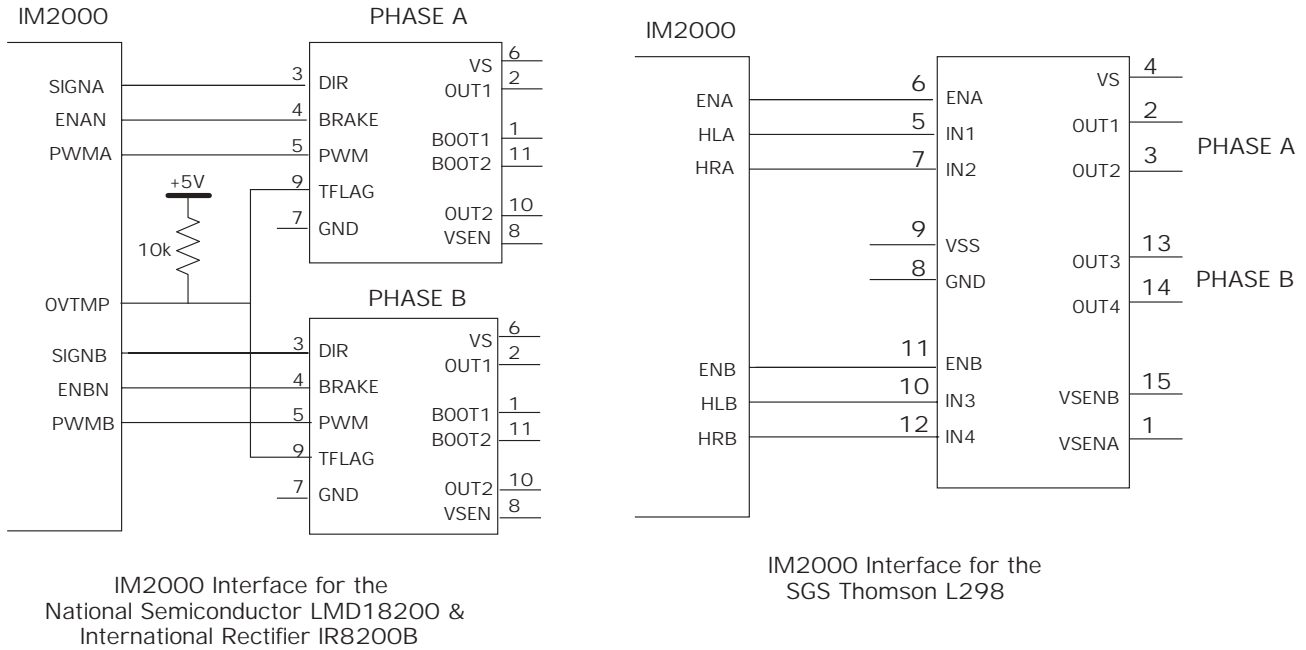 IM2000
PHASE A
SIGNA
ENAN
PWMA
+5V
10k
OVTMP
SIGNB
ENBN
PWMB
3 DIR
4 BRAKE
5 PWM
9 TFLAG
7 GND
VS 6
OUT1 2
BOOT1 1
BOOT2 11
OUT2 10
VSEN 8
PHASE B
3 DIR
4 BRAKE
5 PWM
9 TFLAG
7 GND
VS 6
OUT1 2
BOOT1 1
BOOT2 11
OUT2 10
VSEN 8
IM2000 Interface for the
National Semiconductor LMD18200 &
International Rectifier IR8200B
IM2000
ENA
HLA
HRA
ENB
HLB
HRB
6 ENA
5 IN1
7 IN2
9 VSS
8 GND
11 ENB
10 IN3
12 IN4
VS 4
OUT1 2
OUT2 3
PHASE A
OUT3 13
OUT4 14
PHASE B
VSENB 15
VSENA 1
IM2000 Interface for the
SGS Thomson L298